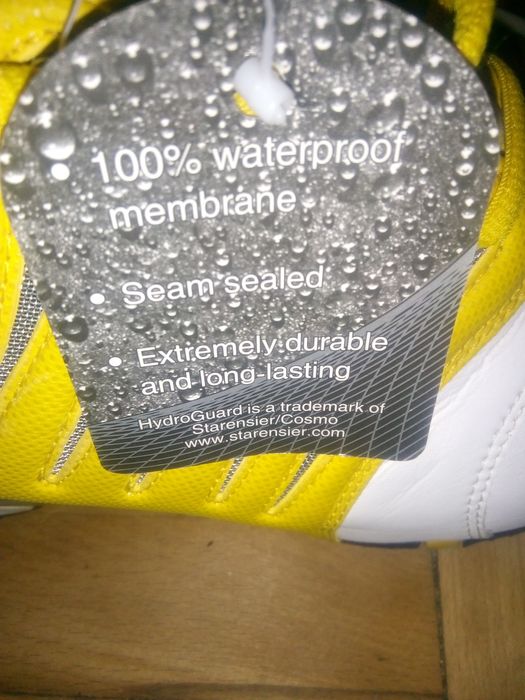 • 100% waterproof
membrane
• Seam sealed
• Extremely durable
and long-lasting
HydroGuard is a trademark of
Starensier/Cosmo
www.starensier.com